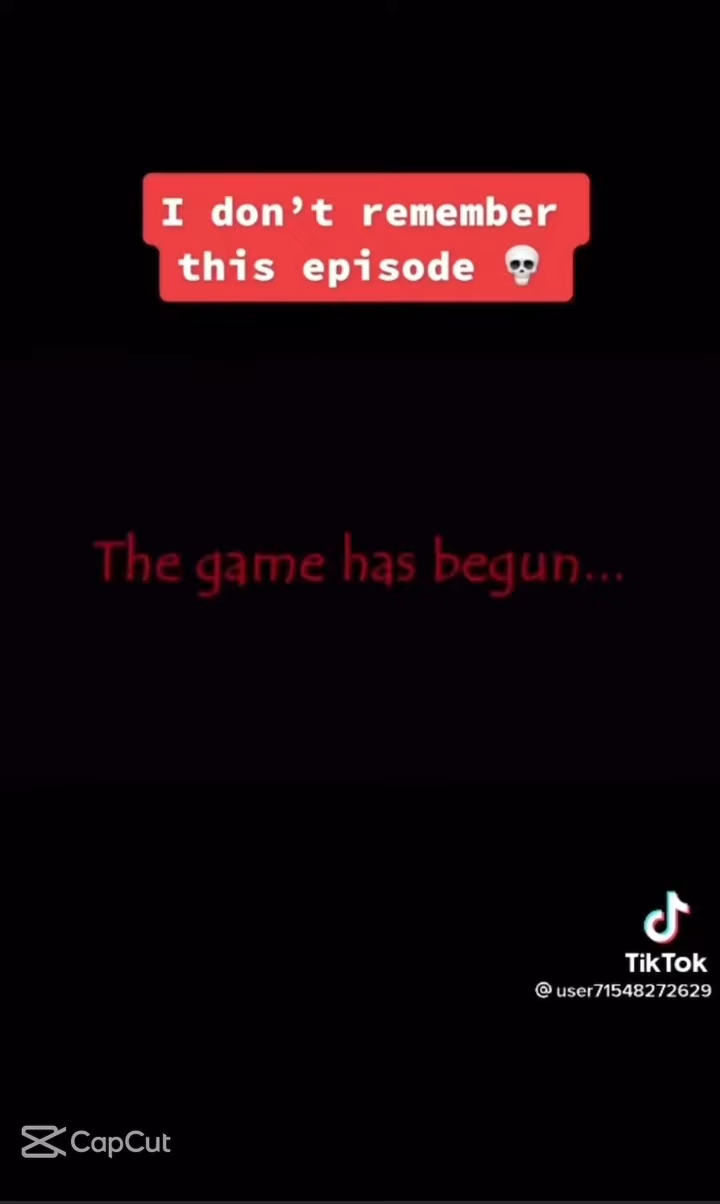 I don’t remember
this episode 💀
The game has begun...
TikTok
@user71548272629
CapCut